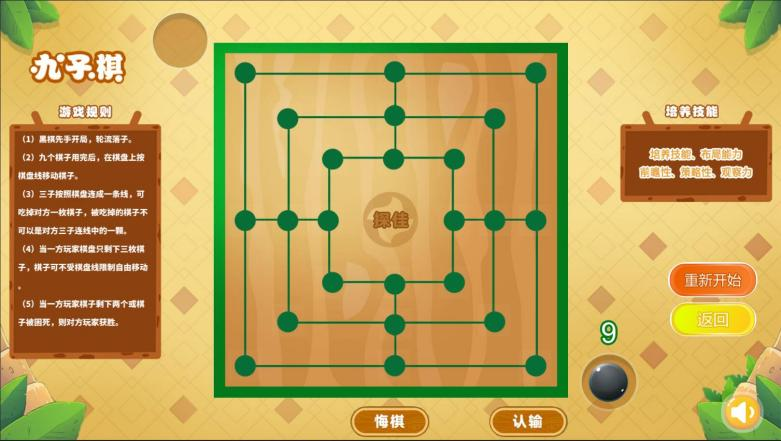 九子棋
游戏规则
（1）黑棋先手开局，轮流落子。
（2）九个棋子用完后，在棋盘上按
棋盘线移动棋子。
（3）三子按照棋盘连成一条线，可
吃掉对方一枚棋子，被吃掉的棋子不
可以是对方三子连线中的一颗。
（4）当一方玩家棋盘只剩下三枚棋
子，棋子可不受棋盘线限制自由移动
。
（5）当一方玩家棋子剩下两个或棋
子被困死，则对方玩家获胜。
探佳
培养技能
培养技能、布局能力
前瞻性、策略性、观察力
重新开始
返回
9
悔棋
认输